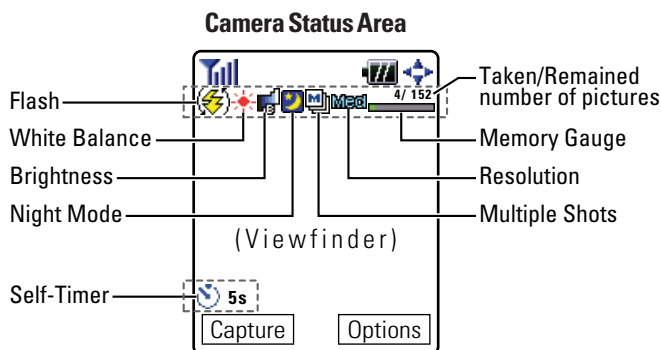 Camera Status Area
Taken/Remained
number of pictures
Flash
4/ 152
M
Med
White Balance
Memory Gauge
Brightness
Resolution
Night Mode
Multiple Shots
(Viewfinder)
Self-Timer
5s
Capture
Options